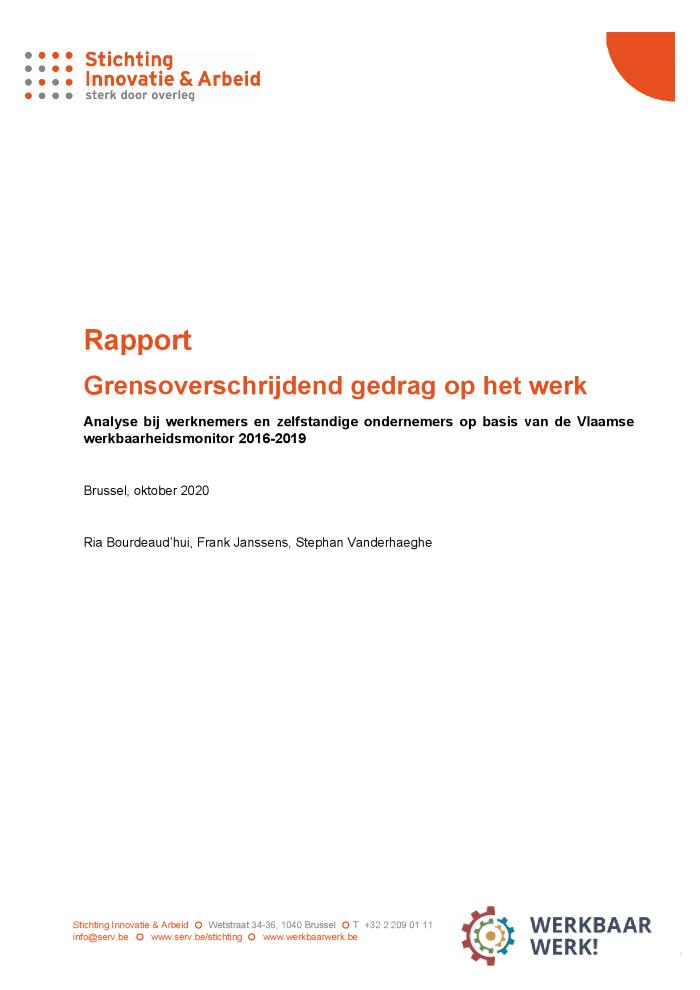 Stichting
Innovatie & Arbeid
sterk door overleg
Rapport
Grensoverschrijdend gedrag op het werk
Analyse bij werknemers en zelfstandige ondernemers op basis van de Vlaamse
werkbaarheidsmonitor 2016-2019
Brussel, oktober 2020
Ria Bourdeaud'hui, Frank Janssens, Stephan Vanderhaeghe
Stichting Innovatie & Arbeid Wetstraat 34-36, 1040 Brussel T +32 2 209 01 11
info@serv.be www.serv.be/stichting www.werkbaarwerk.be
WERKBAAR
WERK!